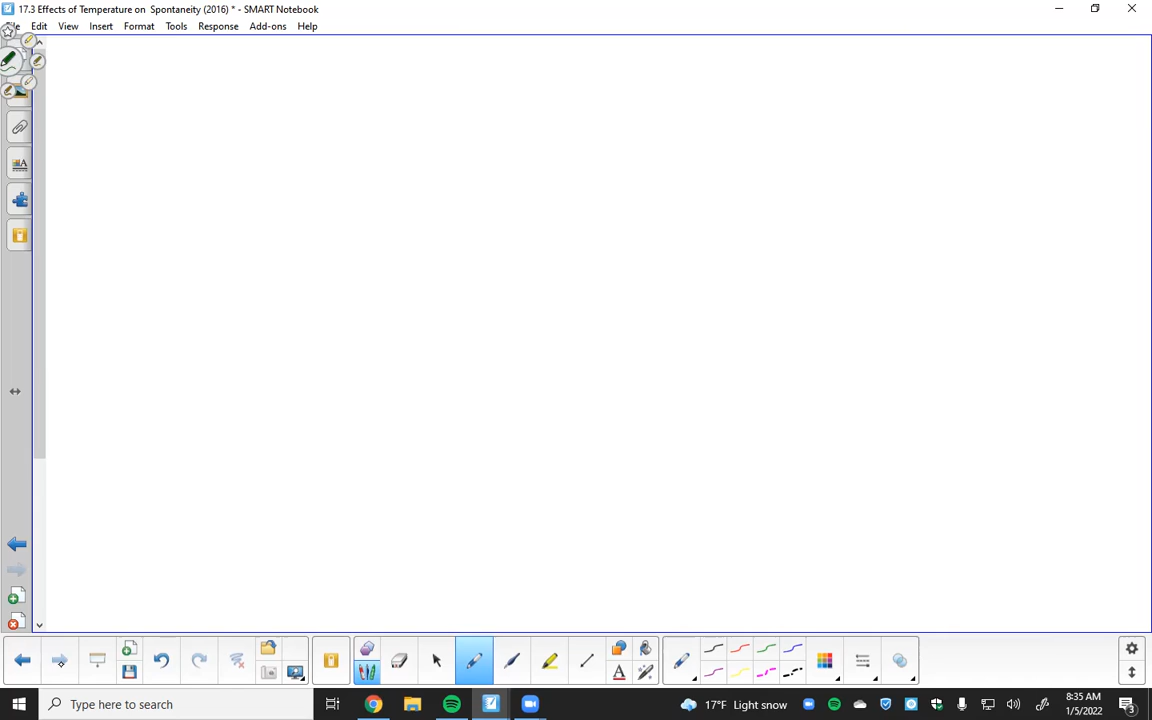 17.3 Effects of Temperature on Spontaneity (2016) * - SMART Notebook
Edit View Insert Format Tools Response Add-ons Help
Type here to search
17°F Light snow
8:35 AM
1/5/2022
3